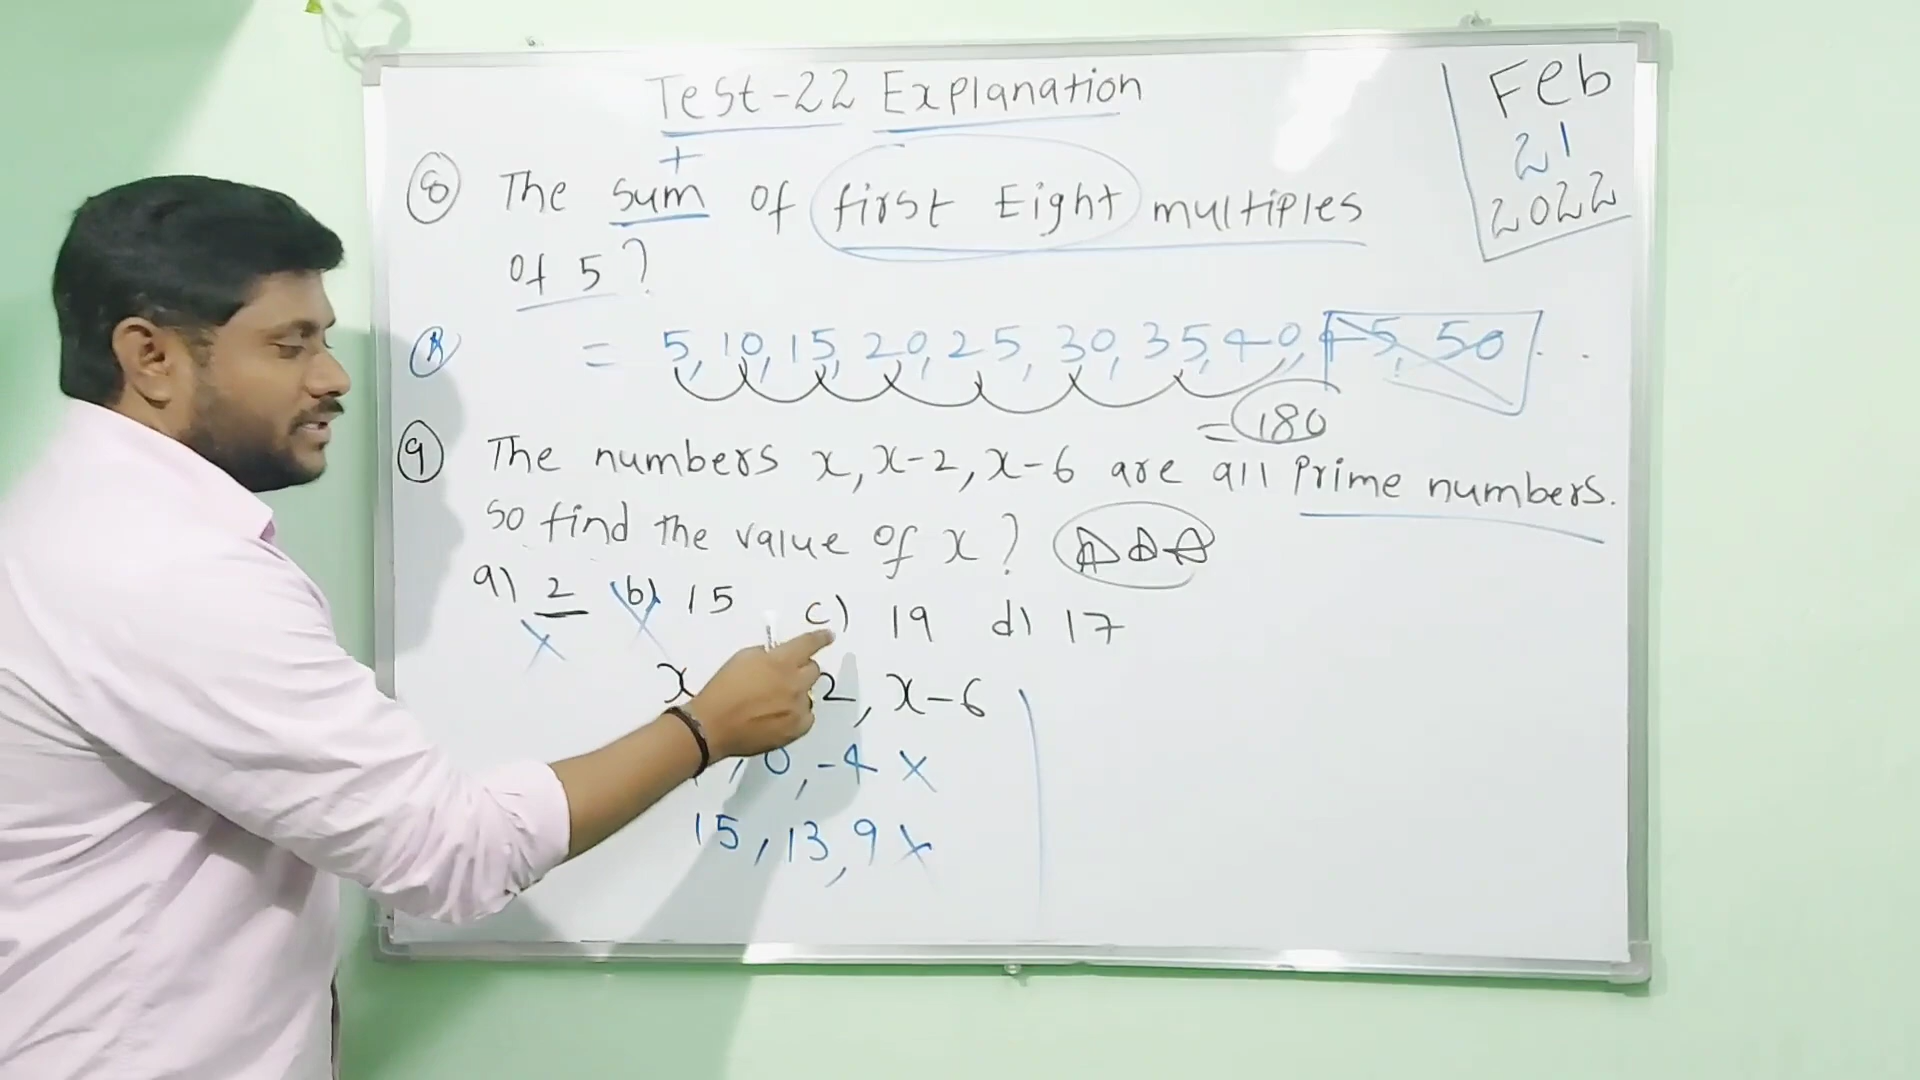 Test-22 Explanation
Feb
21
2022
+
8 The sum of first Eight multiples
of 5?
A = 5, 10, 15, 20, 25, 30, 35, 40, 45, 50 . .
= 180
9 The numbers x, x-2, x-6 are all Prime numbers.
so find the value of x?
a) 2 b) 15 c) 19 d) 17
x 2, x-6
, 0, -4 x
15, 13, 9 x